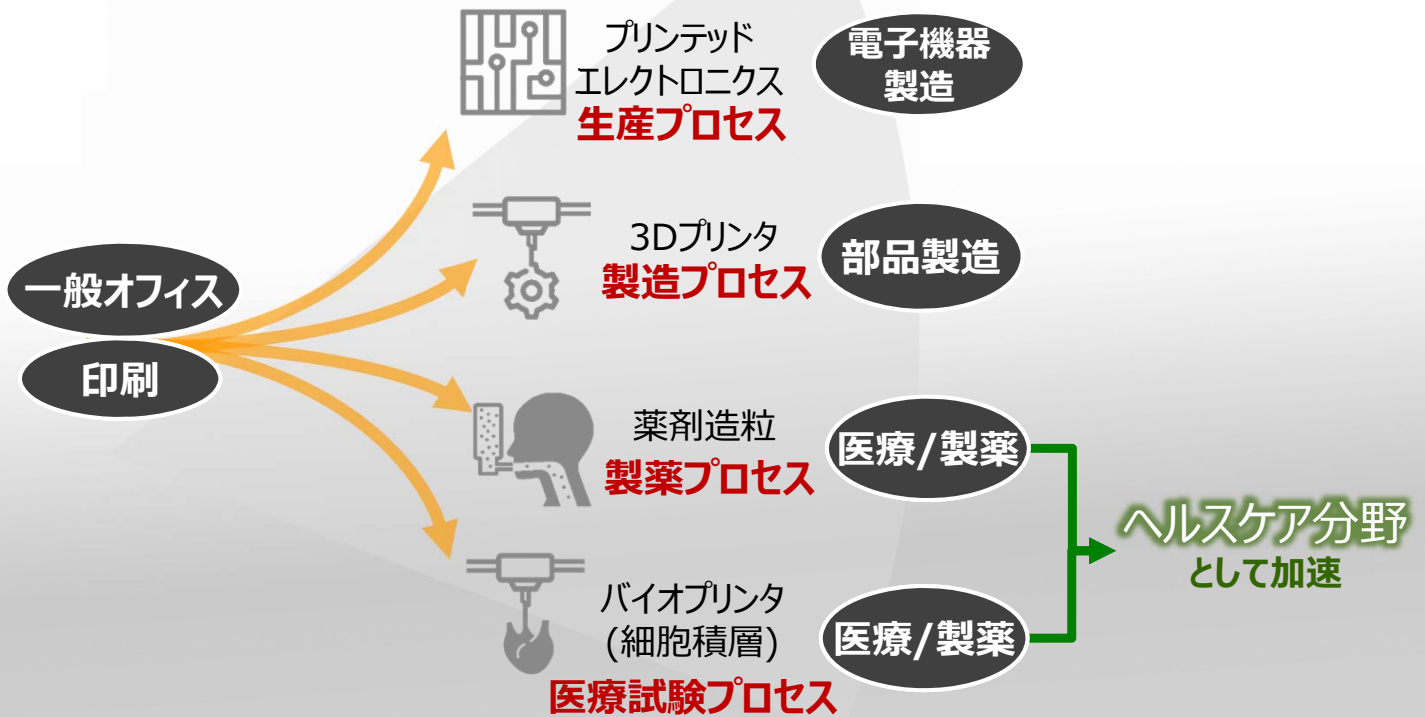 プリンテッド
エレクトロニクス
生産プロセス
電子機器
製造
3Dプリンタ
製造プロセス
部品製造
一般オフィス
印刷
薬剤造粒
製薬プロセス
医療/製薬
ヘルスケア分野
として加速
バイオプリンタ
(細胞積層)
医療試験プロセス
医療/製薬